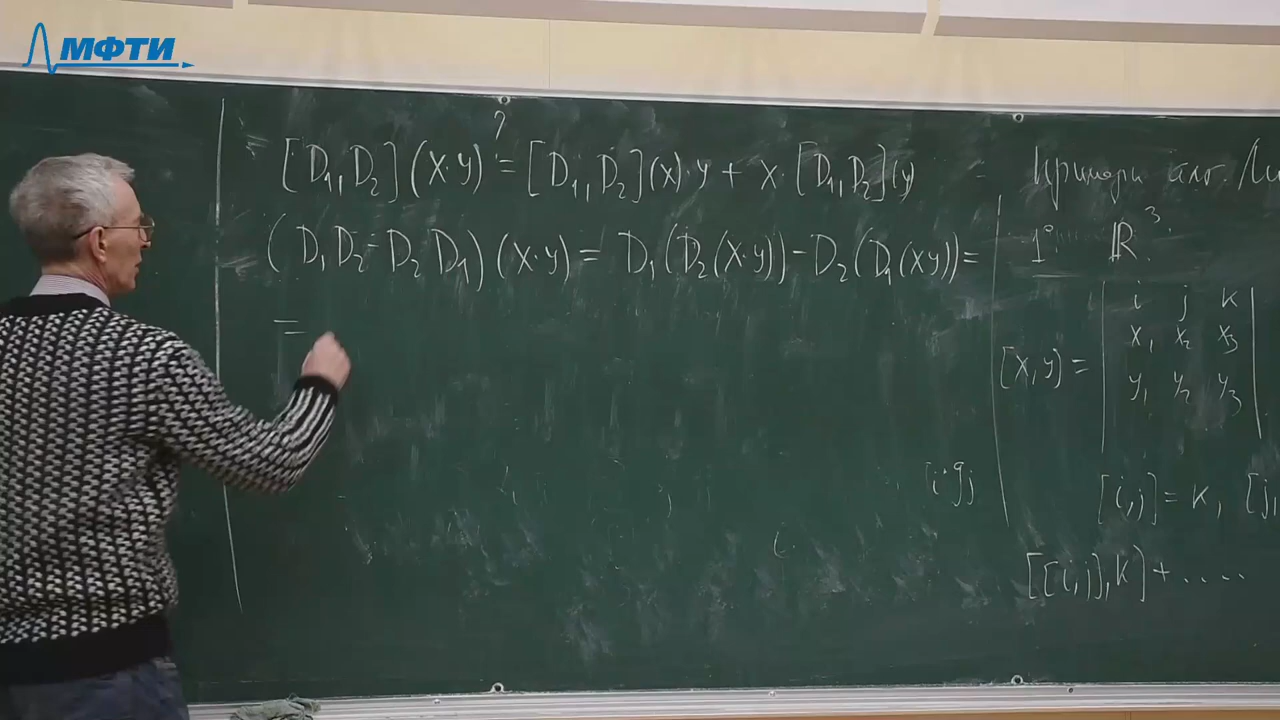 МФТИ
?
[D₁, D₂](x·y) = [D₁, D₂](x)·y + x·[D₁, D₂](y)
(D₁D₂ - D₂D₁)(x·y) = D₁(D₂(x·y)) - D₂(D₁(xy)) =
=
Примеры алг.
1° ℝ³
i j k
x₁ x₂ x₃
[x, y] =
y₁ y₂ y₃
[i, j] = k, [j,
[[i, j], k] + .....